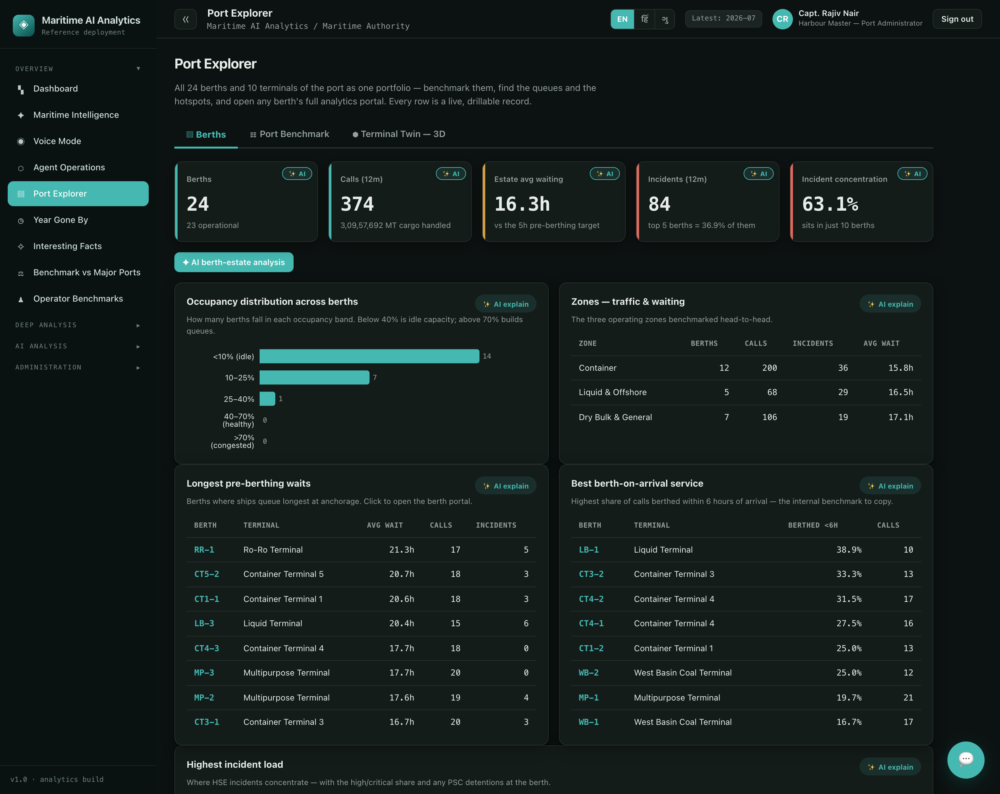 Maritime AI Analytics
Reference deployment
OVERVIEW
Dashboard
Maritime Intelligence
Voice Mode
Agent Operations
Port Explorer
Year Gone By
Interesting Facts
Benchmark vs Major Ports
Operator Benchmarks
DEEP ANALYSIS
AI ANALYSIS
ADMINISTRATION
v1.0 · analytics build
Port Explorer
Maritime AI Analytics / Maritime Authority
EN हिं ગુ
Latest: 2026-07
CR
Capt. Rajiv Nair
Harbour Master — Port Administrator
Sign out
Port Explorer
All 24 berths and 10 terminals of the port as one portfolio — benchmark them, find the queues and the
hotspots, and open any berth's full analytics portal. Every row is a live, drillable record.
Berths Port Benchmark Terminal Twin — 3D
Berths AI
24
23 operational
Calls (12m) AI
374
3,09,57,692 MT cargo handled
Estate avg waiting AI
16.3h
vs the 5h pre-berthing target
Incidents (12m) AI
84
top 5 berths = 36.9% of them
Incident concentration AI
63.1%
sits in just 10 berths
AI berth-estate analysis
Occupancy distribution across berths
AI explain
How many berths fall in each occupancy band. Below 40% is idle capacity; above 70% builds
queues.
<10% (idle) 14
10–25% 7
25–40% 1
40–70%
(healthy) 0
>70%
(congested) 0
Zones — traffic & waiting
AI explain
The three operating zones benchmarked head-to-head.
ZONE BERTHS CALLS INCIDENTS AVG WAIT
Container 12 200 36 15.8h
Liquid & Offshore 5 68 29 16.5h
Dry Bulk & General 7 106 19 17.1h
Longest pre-berthing waits
AI explain
Berths where ships queue longest at anchorage. Click to open the berth portal.
BERTH TERMINAL AVG WAIT CALLS INCIDENTS
RR-1 Ro-Ro Terminal 21.3h 17 5
CT5-2 Container Terminal 5 20.7h 18 3
CT1-1 Container Terminal 1 20.6h 18 3
LB-3 Liquid Terminal 20.4h 15 6
CT4-3 Container Terminal 4 17.7h 18 0
MP-3 Multipurpose Terminal 17.7h 20 0
MP-2 Multipurpose Terminal 17.6h 19 4
CT3-1 Container Terminal 3 16.7h 20 3
Best berth-on-arrival service
AI explain
Highest share of calls berthed within 6 hours of arrival — the internal benchmark to copy.
BERTH TERMINAL BERTHED <6H CALLS
LB-1 Liquid Terminal 38.9% 10
CT3-2 Container Terminal 3 33.3% 13
CT4-2 Container Terminal 4 31.5% 17
CT4-1 Container Terminal 4 27.5% 16
CT1-2 Container Terminal 1 25.0% 13
WB-2 West Basin Coal Terminal 25.0% 12
MP-1 Multipurpose Terminal 19.7% 21
WB-1 West Basin Coal Terminal 16.7% 17
Highest incident load
AI explain
Where HSE incidents concentrate — with the high/critical share and any PSC detentions at the berth.